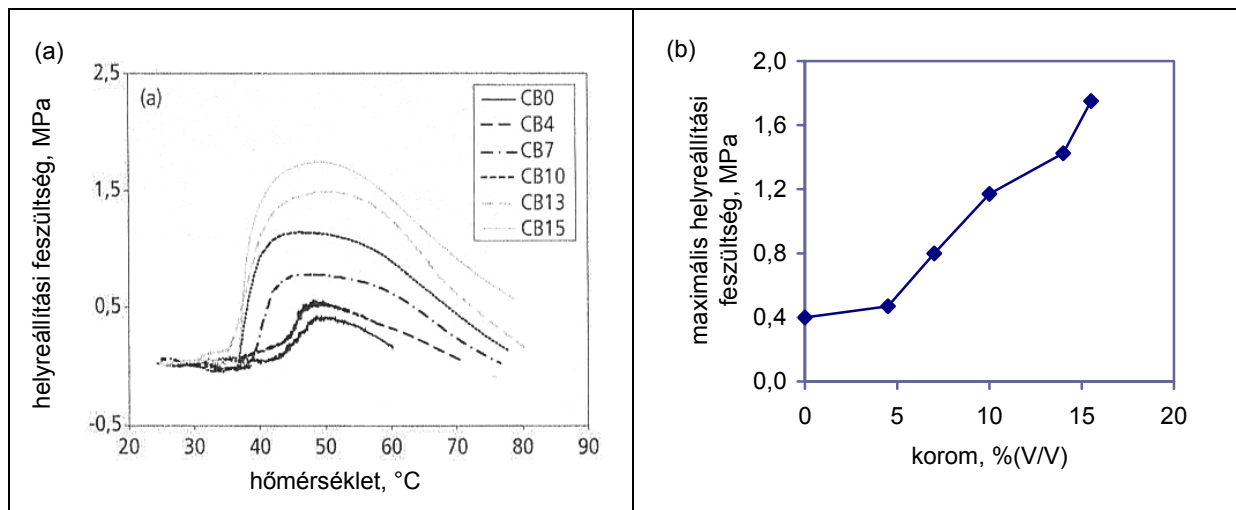 (a)
helyreállítási feszültség, MPa
2,5
1,5
0,5
-0,5
(a)
CB0
CB4
CB7
CB10
CB13
CB15
20 30 40 50 60 70 80 90
hőmérséklet, °C
(b)
maximális helyreállítási
feszültség, MPa
2,0
1,6
1,2
0,8
0,4
0,0
0 5 10 15 20
korom, %(V/V)